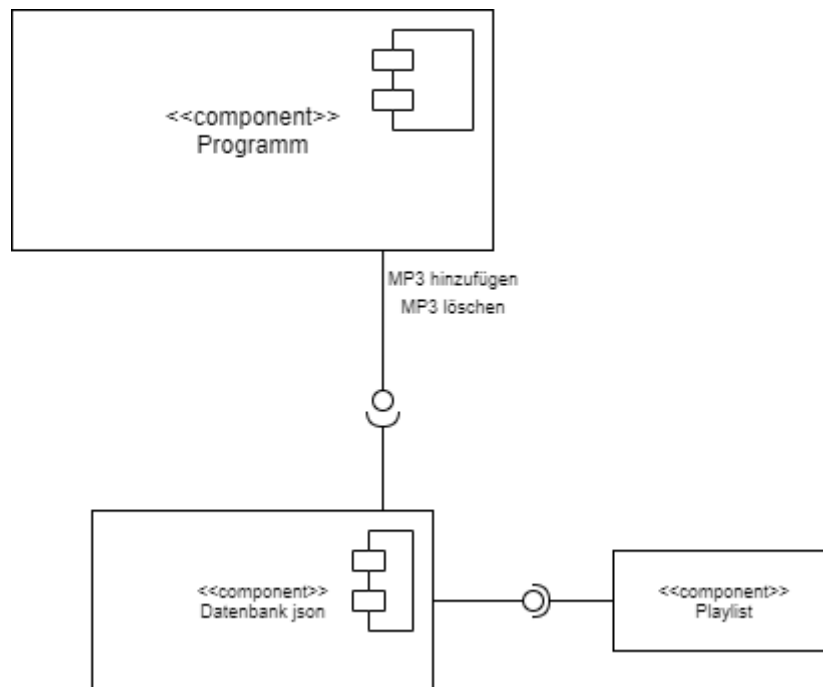 <<component>>
Programm
MP3 hinzufügen
MP3 löschen
<<component>>
Datenbank json
<<component>>
Playlist